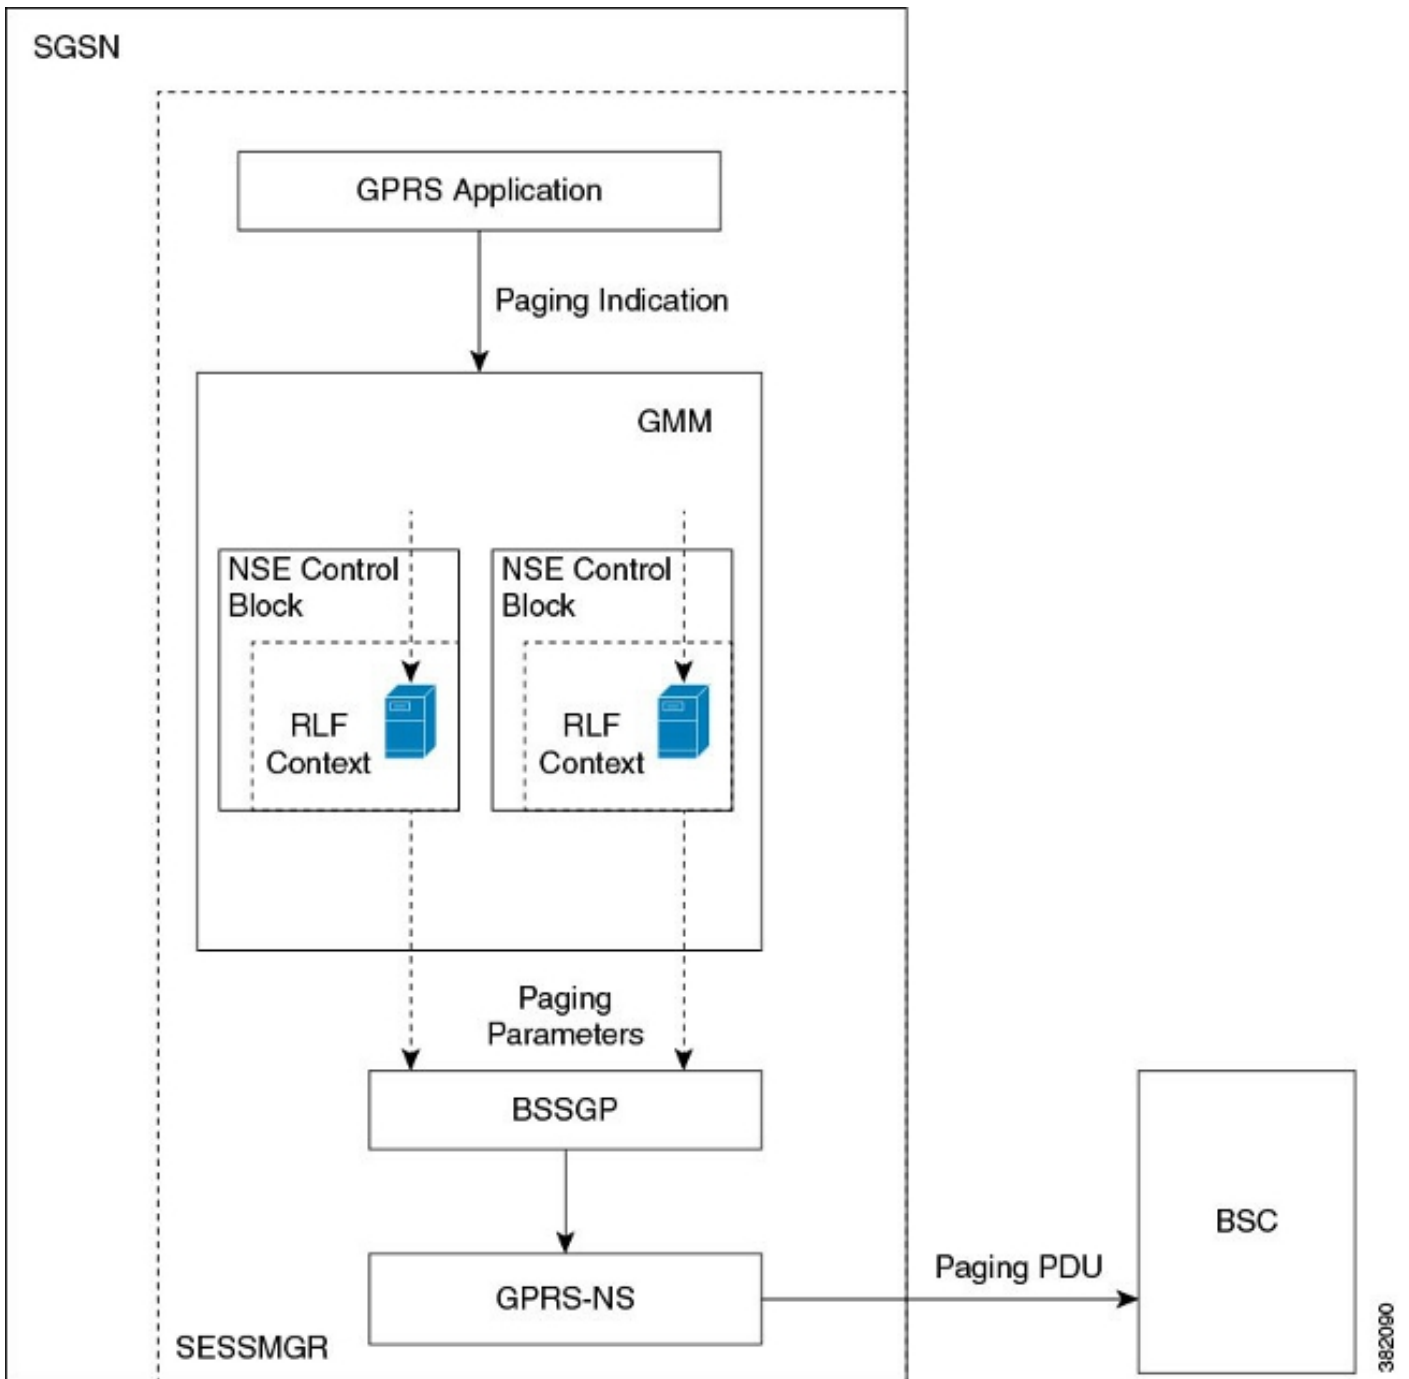 SGSN
GPRS Application
Paging Indication
GMM
NSE Control
Block
NSE Control
Block
RLF
Context
RLF
Context
Paging
Parameters
BSSGP
BSC
Paging PDU
GPRS-NS
SESSMGR
382090